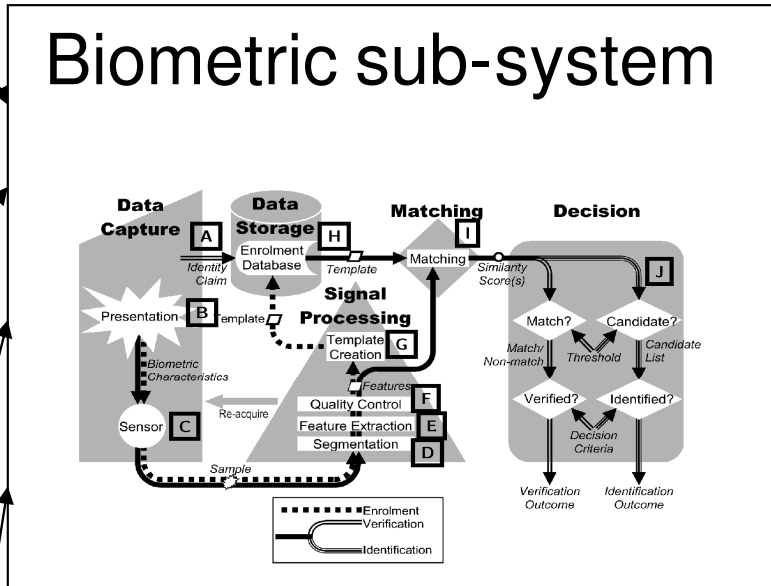 Biometric sub-system
Data
Capture
Data
Storage
Matching
Decision
A
Identity
Claim
Enrolment
Database
H
Template
I
Matching
Similarity
Score(s)
J
Presentation
B
Template
Signal
Processing
Template
Creation
G
Match?
Candidate?
Match/
Non-match
Threshold
Candidate
List
Biometric
Characteristics
Features
Re-acquire
Quality Control
F
Feature Extraction
E
Segmentation
D
Sensor
C
Verified?
Identified?
Decision
Criteria
Sample
Verification
Outcome
Identification
Outcome
Enrolment
Verification
Identification